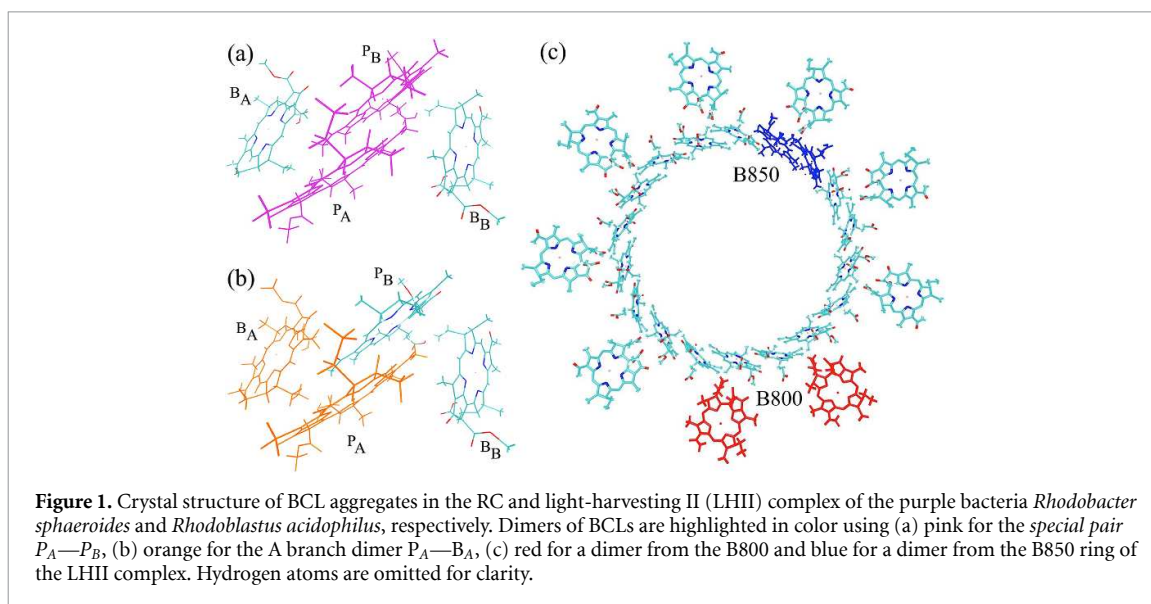 (a)
P_B
B_A
P_A
B_B
(b)
P_B
B_A
P_A
B_B
(c)
B850
B800
Figure 1. Crystal structure of BCL aggregates in the RC and light-harvesting II (LHII) complex of the purple bacteria Rhodobacter
sphaeroides and Rhodoblastus acidophilus, respectively. Dimers of BCLs are highlighted in color using (a) pink for the special pair
P_A—P_B, (b) orange for the A branch dimer P_A—B_A, (c) red for a dimer from the B800 and blue for a dimer from the B850 ring of
the LHII complex. Hydrogen atoms are omitted for clarity.